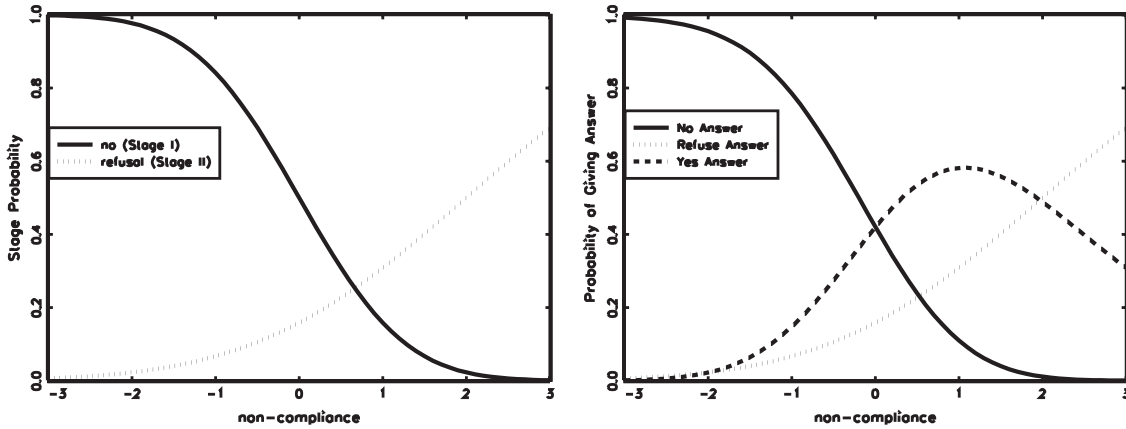 Stage Probability
1.0
0.8
0.6
0.4
0.2
0.0
no (Stage I)
refusal (Stage II)
-3 -2 -1 0 1 2 3
non-compliance
Probability of Giving Answer
1.0
0.8
0.6
0.4
0.2
0.0
No Answer
Refuse Answer
Yes Answer
-3 -2 -1 0 1 2 3
non-compliance